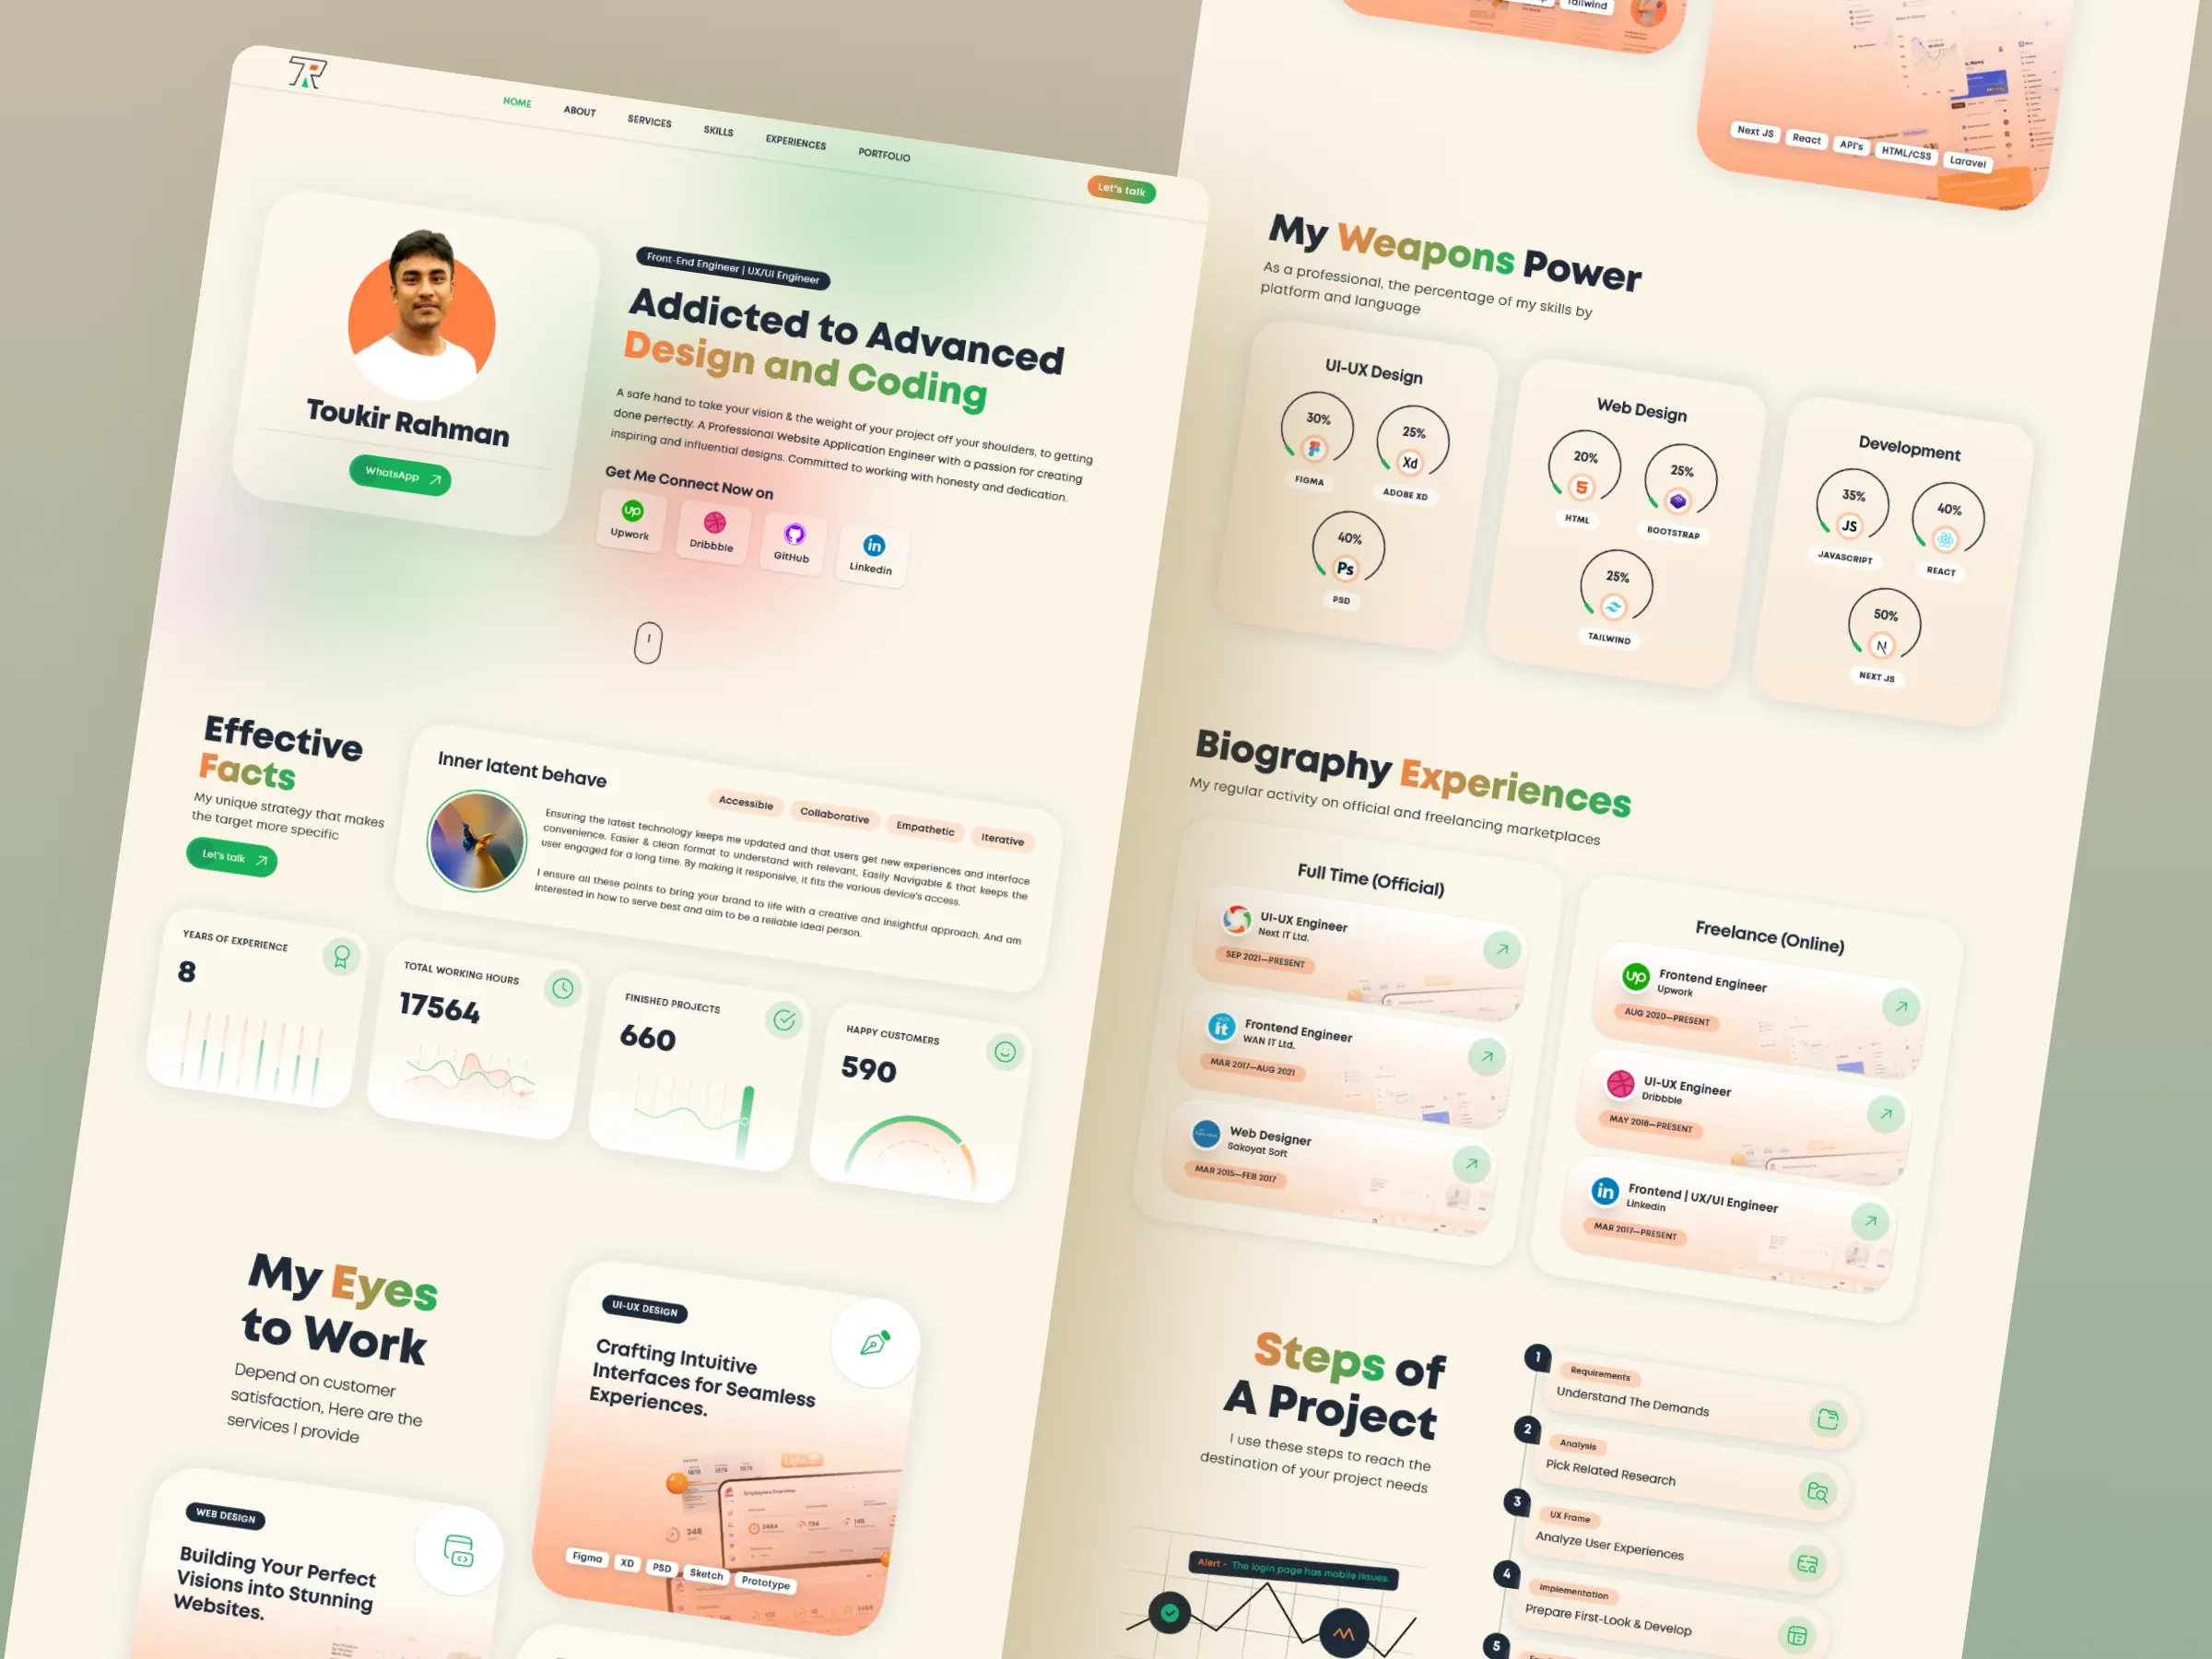 TR
HOME
ABOUT
SERVICES
SKILLS
EXPERIENCES
PORTFOLIO
Let's talk
Toukir Rahman
WhatsApp
Front-End Engineer | UX/UI Engineer
Addicted to Advanced
Design and Coding
A safe hand to take your vision & the weight of your project off your shoulders, to getting
done perfectly. A Professional Website Application Engineer with a passion for creating
inspiring and influential designs. Committed to working with honesty and dedication.
Get Me Connect Now on
up
Upwork
Dribbble
GitHub
in
Linkedin
Effective
Facts
My unique strategy that makes
the target more specific
Let's talk
Inner latent behave
Accessible
Collaborative
Empathetic
Iterative
Ensuring the latest technology keeps me updated and that users get new experiences and interface
convenience. Easier & clean format to understand with relevant, Easily Navigable & that keeps the
user engaged for a long time. By making it responsive, it fits the various device's access.
I ensure all these points to bring your brand to life with a creative and insightful approach. And am
interested in how to serve best and aim to be a reliable ideal person.
YEARS OF EXPERIENCE
8
TOTAL WORKING HOURS
17564
FINISHED PROJECTS
660
HAPPY CUSTOMERS
590
My Eyes
to Work
Depend on customer
satisfaction, Here are the
services I provide
UI-UX DESIGN
Crafting Intuitive
Interfaces for Seamless
Experiences.
Employees Overview
Figma
XD
PSD
Sketch
Prototype
WEB DESIGN
Building Your Perfect
Visions into Stunning
Websites.
Tailwind
Next JS
React
API's
HTML/CSS
Laravel
My Weapons Power
As a professional, the percentage of my skills by
platform and language
UI-UX Design
30%
FIGMA
25%
Xd
ADOBE XD
40%
Ps
PSD
Web Design
20%
5
HTML
25%
BOOTSTRAP
25%
TAILWIND
Development
35%
JS
JAVASCRIPT
40%
REACT
50%
N
NEXT JS
Biography Experiences
My regular activity on official and freelancing marketplaces
Full Time (Official)
UI-UX Engineer
Next IT Ltd.
SEP 2021—PRESENT
it
Frontend Engineer
WAN IT Ltd.
MAR 2017—AUG 2021
Web Designer
Sakoyat Soft
MAR 2015—FEB 2017
Freelance (Online)
up
Frontend Engineer
Upwork
AUG 2020—PRESENT
UI-UX Engineer
Dribbble
MAY 2018—PRESENT
in
Frontend | UX/UI Engineer
Linkedin
MAR 2017—PRESENT
Steps of
A Project
I use these steps to reach the
destination of your project needs
Alert - The login page has mobile issues.
1
Requirements
Understand The Demands
2
Analysis
Pick Related Research
3
UX Frame
Analyze User Experiences
4
Implementation
Prepare First-Look & Develop
5